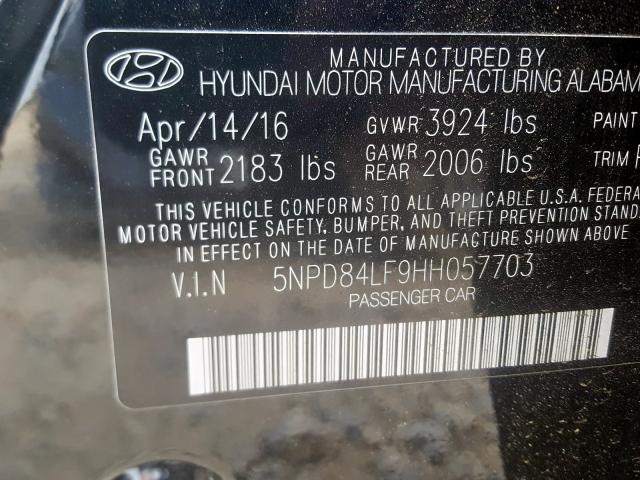 MANUFACTURED BY
HYUNDAI MOTOR MANUFACTURING ALABAM
Apr/14/16 GVWR 3924 lbs PAINT
GAWR FRONT 2183 lbs GAWR REAR 2006 lbs TRIM
THIS VEHICLE CONFORMS TO ALL APPLICABLE U.S.A. FEDERA
MOTOR VEHICLE SAFETY, BUMPER, AND THEFT PREVENTION STAND
IN EFFECT ON THE DATE OF MANUFACTURE SHOWN ABOVE
V.I.N 5NPD84LF9HH057703
PASSENGER CAR